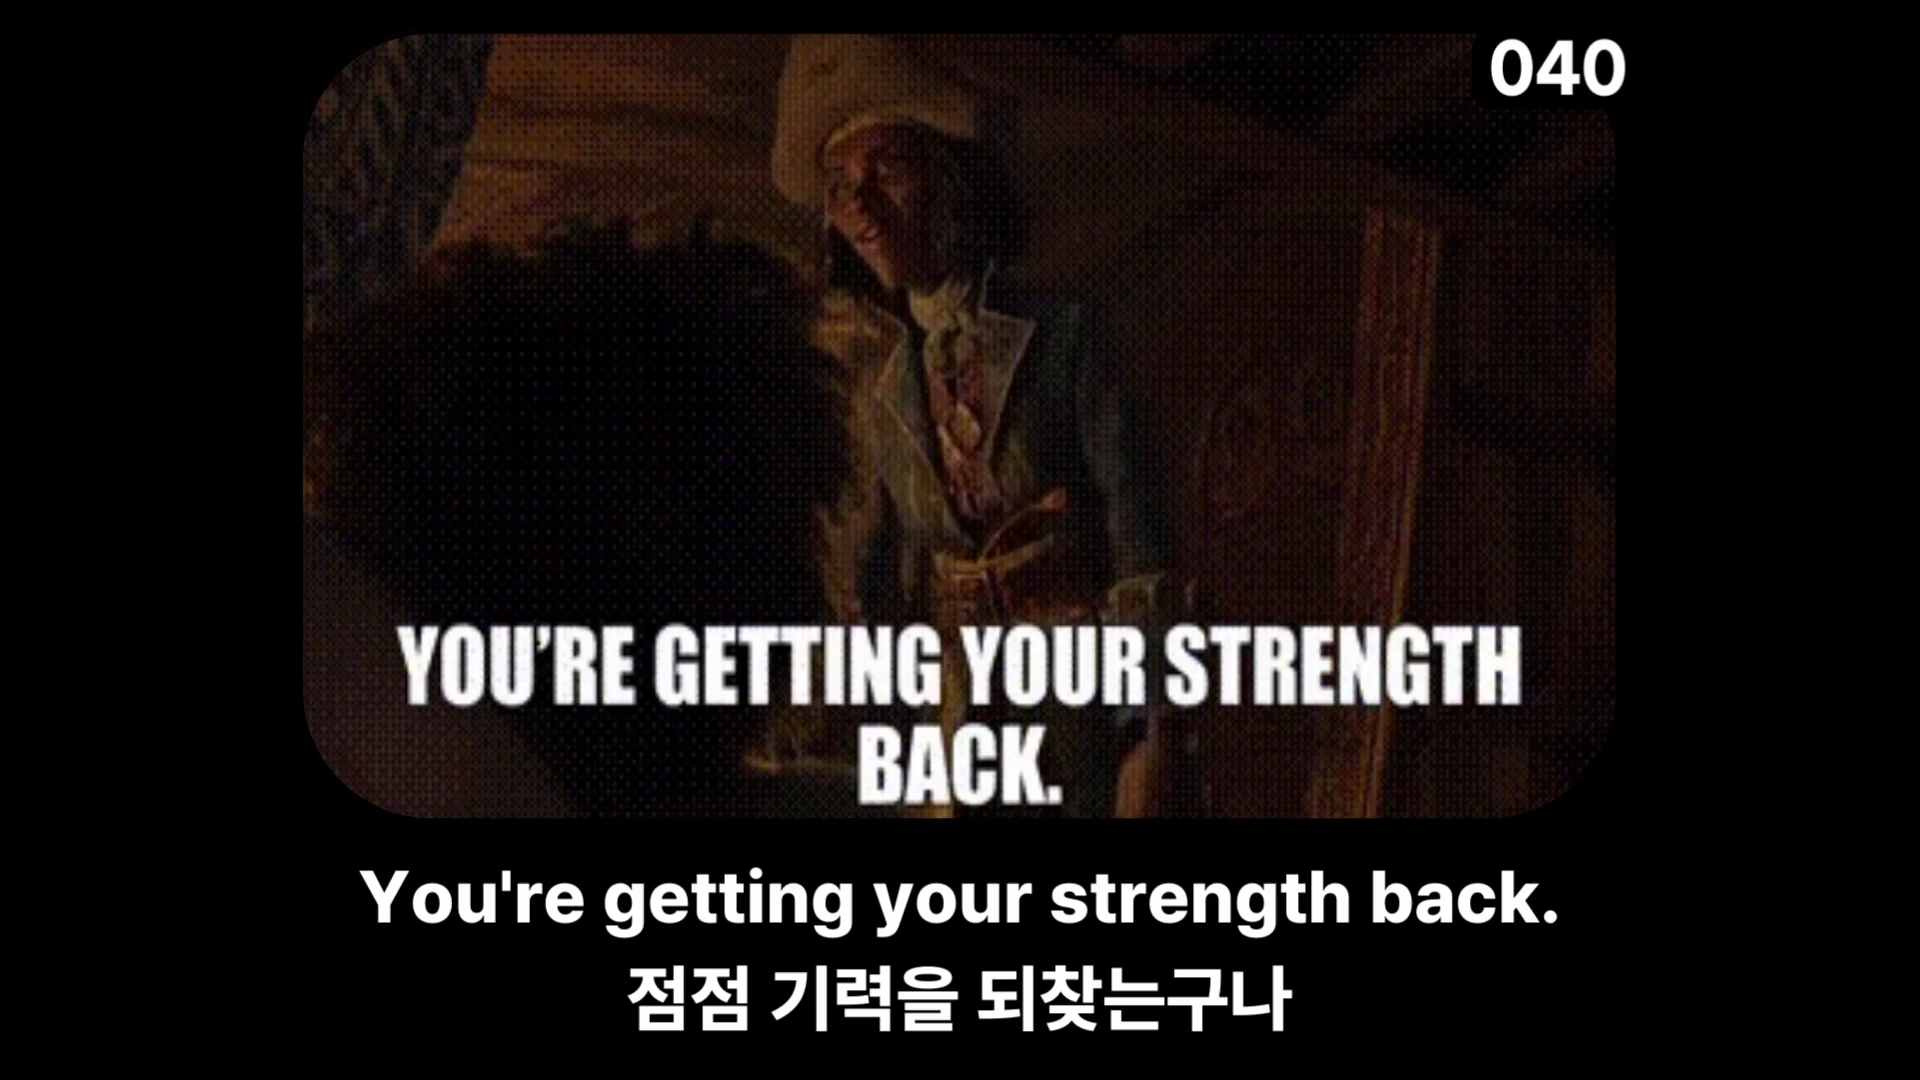 040
YOU’RE GETTING YOUR STRENGTH
BACK.
You're getting your strength back.
점점 기력을 되찾는구나